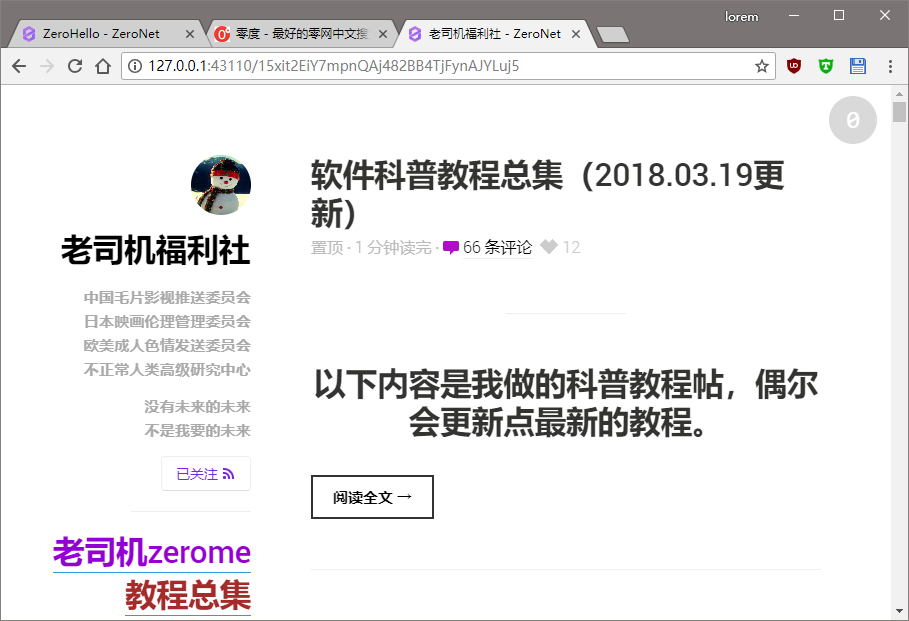 lorem
ZeroHello - ZeroNet
零度 - 最好的零网中文搜
老司机福利社 - ZeroNet
127.0.0.1:43110/15xit2EiY7mpnQAj482BB4TjFynAJYLuj5
0
老司机福利社
中国毛片影视推送委员会
日本映画伦理管理委员会
欧美成人色情发送委员会
不正常人类高级研究中心
没有未来的未来
不是我要的未来
已关注
老司机zerome
教程总集
软件科普教程总集（2018.03.19更
新）
置顶 · 1 分钟读完 · 66 条评论 12
以下内容是我做的科普教程帖，偶尔
会更新点最新的教程。
阅读全文 →